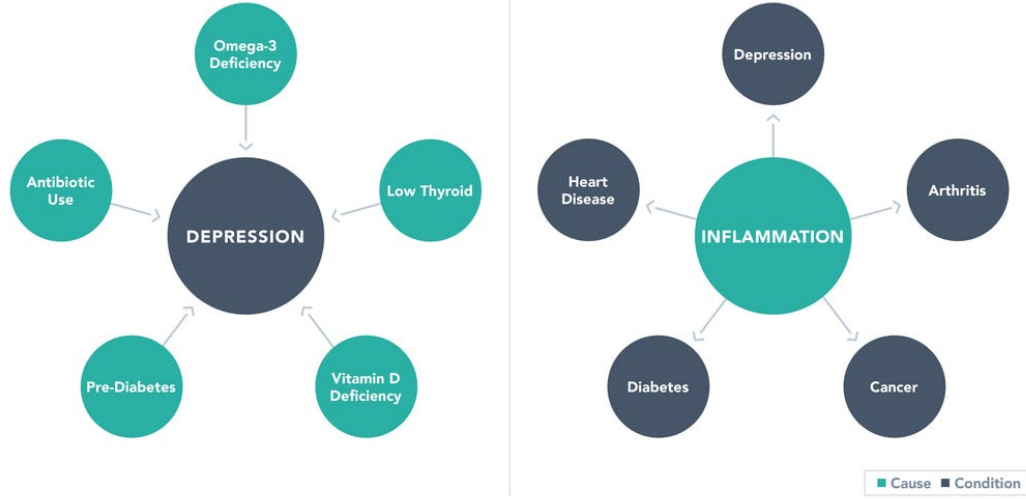 Omega-3
Deficiency
Antibiotic
Use
Low Thyroid
DEPRESSION
Pre-Diabetes
Vitamin D
Deficiency
Depression
Heart
Disease
Arthritis
INFLAMMATION
Diabetes
Cancer
Cause
Condition